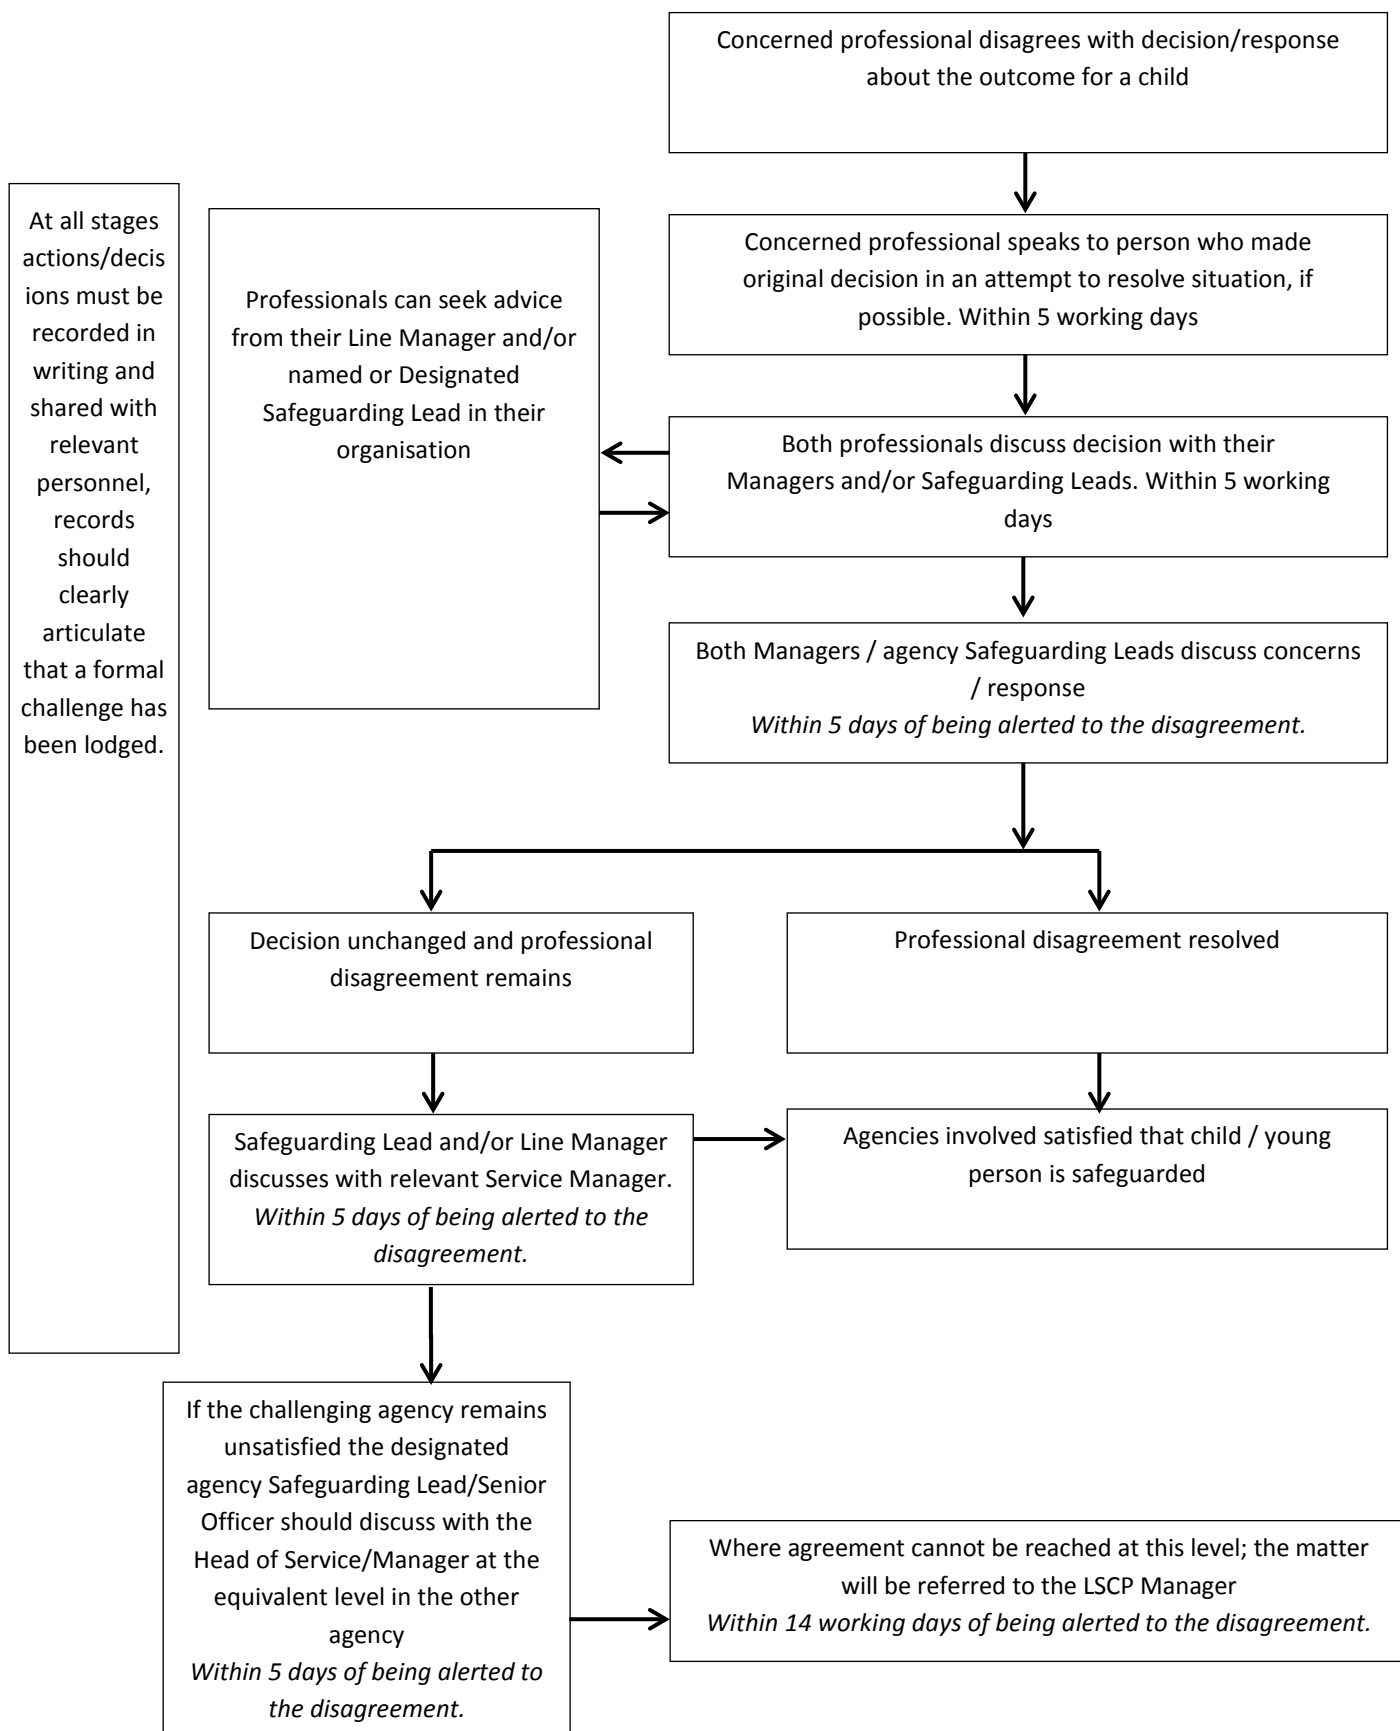 Concerned professional disagrees with decision/response
about the outcome for a child
At all stages
actions/decis
ions must be
recorded in
writing and
shared with
relevant
personnel,
records
should
clearly
articulate
that a formal
challenge has
been lodged.
Professionals can seek advice
from their Line Manager and/or
named or Designated
Safeguarding Lead in their
organisation
Concerned professional speaks to person who made
original decision in an attempt to resolve situation, if
possible. Within 5 working days
Both professionals discuss decision with their
Managers and/or Safeguarding Leads. Within 5 working
days
Both Managers / agency Safeguarding Leads discuss concerns
/ response
Within 5 days of being alerted to the disagreement.
Decision unchanged and professional
disagreement remains
Professional disagreement resolved
Safeguarding Lead and/or Line Manager
discusses with relevant Service Manager.
Within 5 days of being alerted to the
disagreement.
Agencies involved satisfied that child / young
person is safeguarded
If the challenging agency remains
unsatisfied the designated
agency Safeguarding Lead/Senior
Officer should discuss with the
Head of Service/Manager at the
equivalent level in the other
agency
Within 5 days of being alerted to
the disagreement.
Where agreement cannot be reached at this level; the matter
will be referred to the LSCP Manager
Within 14 working days of being alerted to the disagreement.